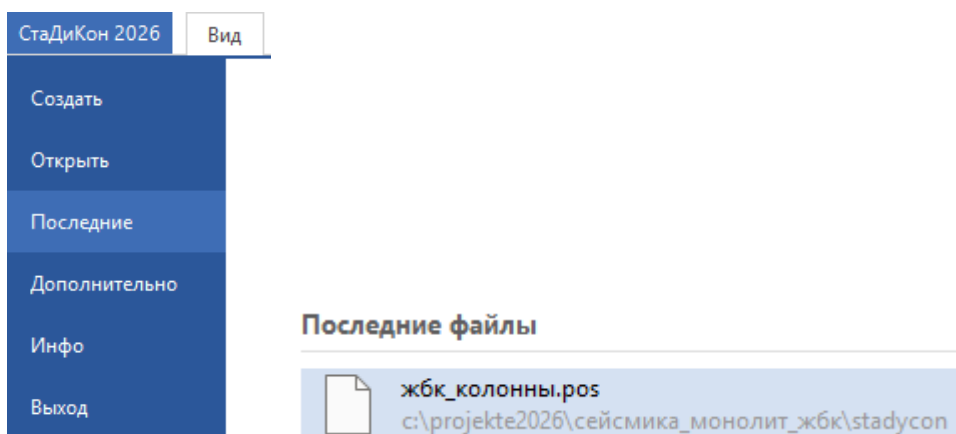 СтаДиКон 2026 Вид
Создать
Открыть
Последние
Дополнительно
Инфо
Выход
Последние файлы
жбк_колонны.pos
c:\projekte2026\сейсмика_монолит_жбк\stadycon